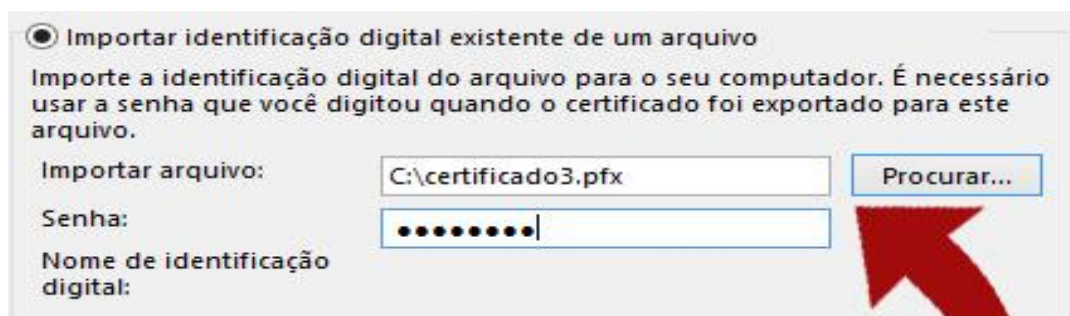 Importar identificação digital existente de um arquivo
Importe a identificação digital do arquivo para o seu computador. É necessário
usar a senha que você digitou quando o certificado foi exportado para este
arquivo.
Importar arquivo: C:\certificado3.pfx Procurar...
Senha: ●●●●●●●●
Nome de identificação
digital: